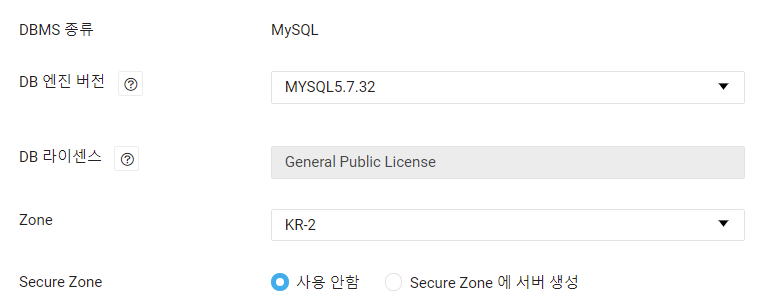 DBMS 종류 MySQL
DB 엔진 버전 ? MYSQL5.7.32
DB 라이센스 ? General Public License
Zone KR-2
Secure Zone 사용 안함 Secure Zone 에 서버 생성